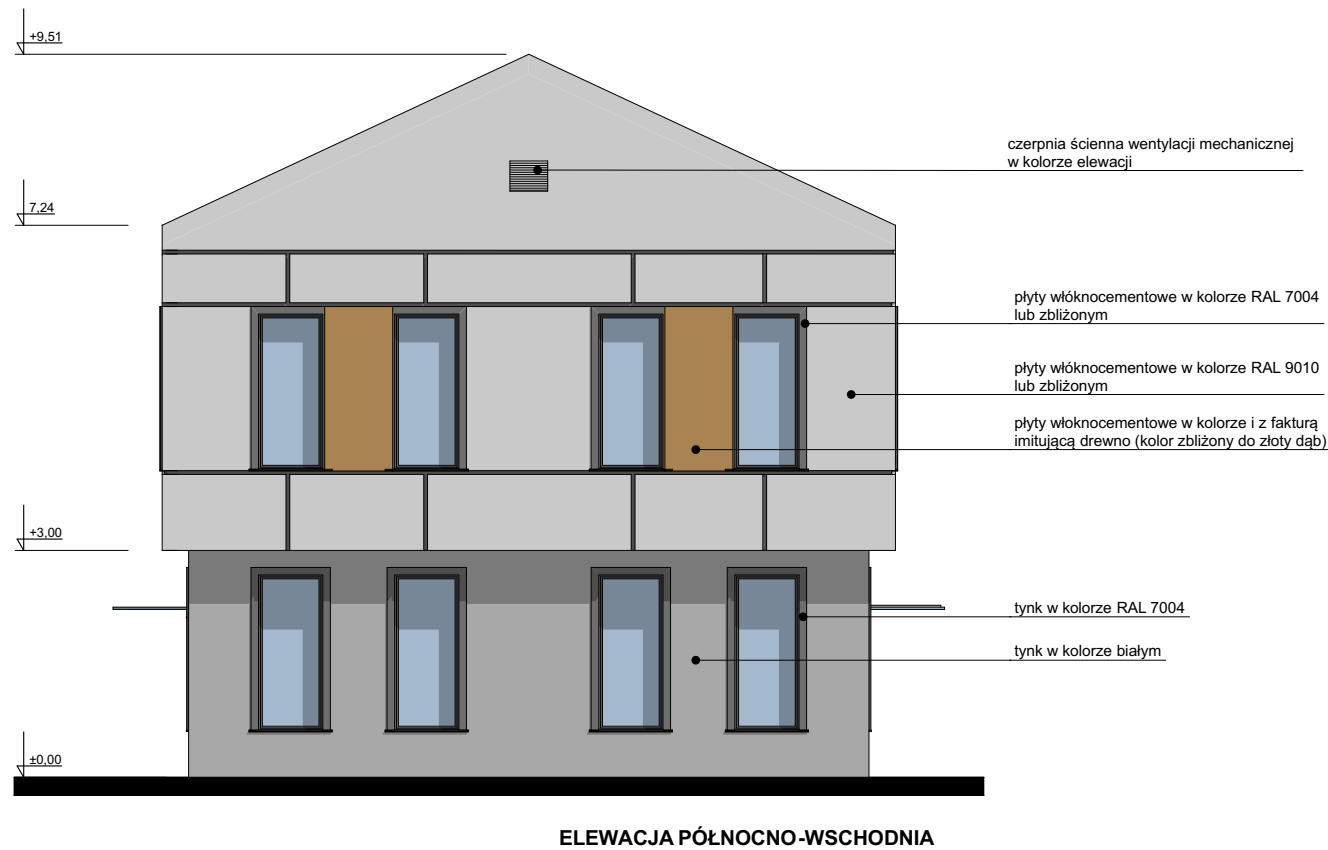 +9,51
czerpnia ścienna wentylacji mechanicznej
w kolorze elewacji
7,24
płyty włóknocementowe w kolorze RAL 7004
lub zbliżonym
płyty włóknocementowe w kolorze RAL 9010
lub zbliżonym
płyty włoknocementowe w kolorze i z fakturą
imitującą drewno (kolor zbliżony do złoty dąb)
+3,00
tynk w kolorze RAL 7004
tynk w kolorze białym
±0,00
ELEWACJA PÓŁNOCNO-WSCHODNIA